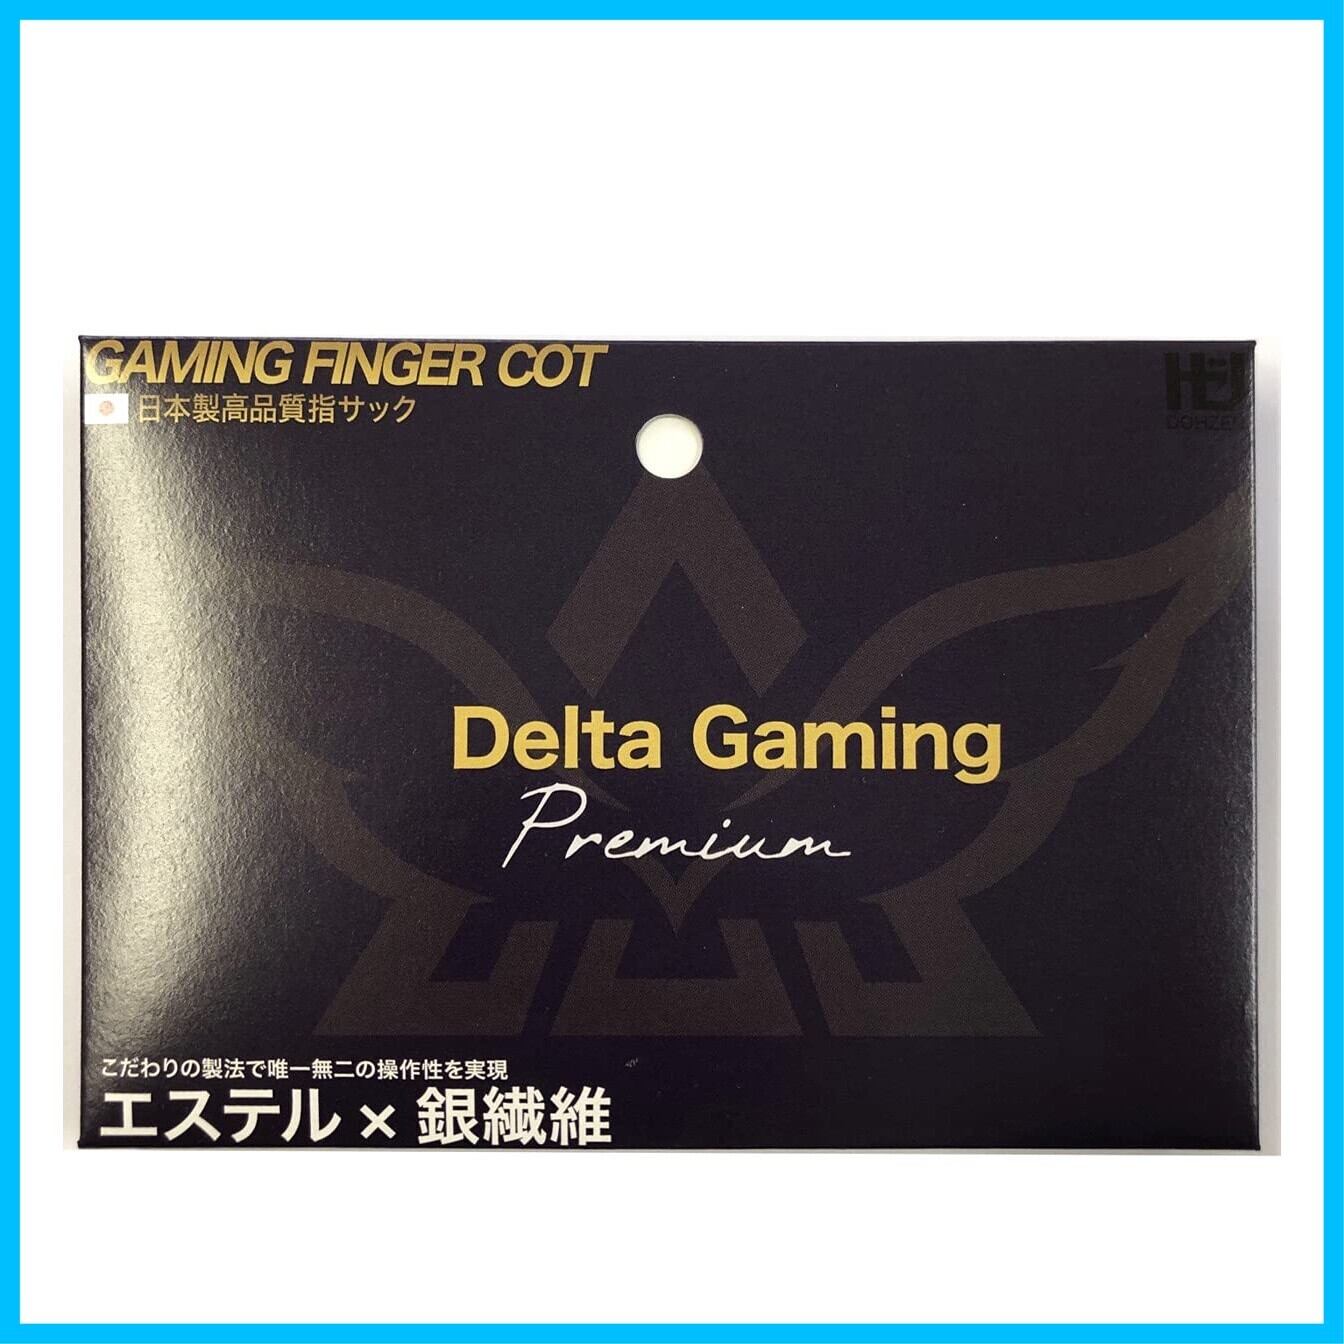 GAMING FINGER COT
日本製高品質指サック
DOHZEN
Delta Gaming
Premium
こだわりの製法で唯一無二の操作性を実現
エステル × 銀繊維